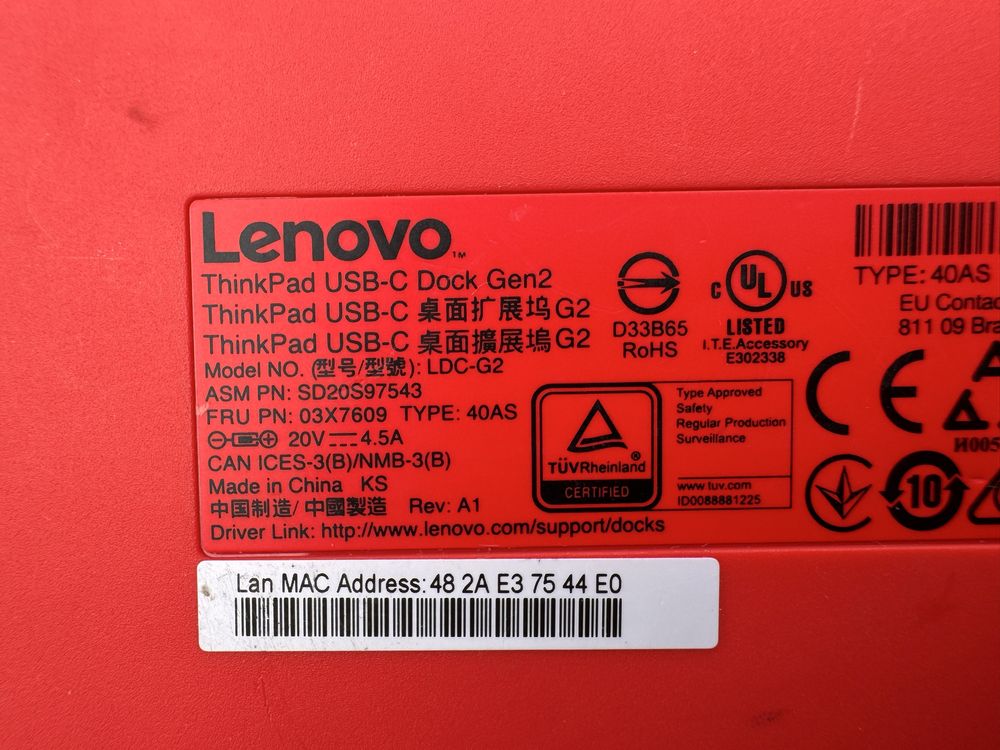 Lenovo™
ThinkPad USB-C Dock Gen2
ThinkPad USB-C 桌面扩展坞G2
ThinkPad USB-C 桌面擴展塢G2
Model NO. (型号/型號): LDC-G2
ASM PN: SD20S97543
FRU PN: 03X7609 TYPE: 40AS
20V 4.5A
CAN ICES-3(B)/NMB-3(B)
Made in China KS
中国制造/ 中國製造 Rev: A1
Driver Link: http://www.lenovo.com/support/docks
D33B65
RoHS
C UL US
LISTED
I.T.E.Accessory
E302338
TÜVRheinland®
CERTIFIED
Type Approved
Safety
Regular Production
Surveillance
www.tuv.com
ID0088881225
TYPE: 40AS
EU
811 09
CE
10
Lan MAC Address: 48 2A E3 75 44 E0